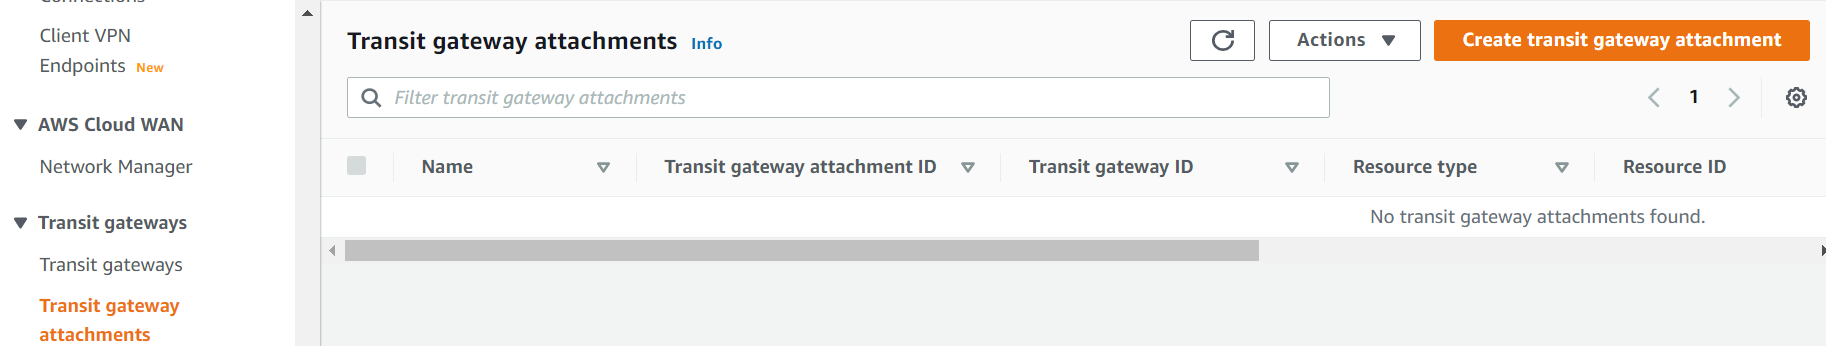 Connections
Client VPN
Endpoints New
AWS Cloud WAN
Network Manager
Transit gateways
Transit gateways
Transit gateway
attachments
Transit gateway attachments Info
Actions
Create transit gateway attachment
Filter transit gateway attachments
1
Name Transit gateway attachment ID Transit gateway ID Resource type Resource ID
No transit gateway attachments found.